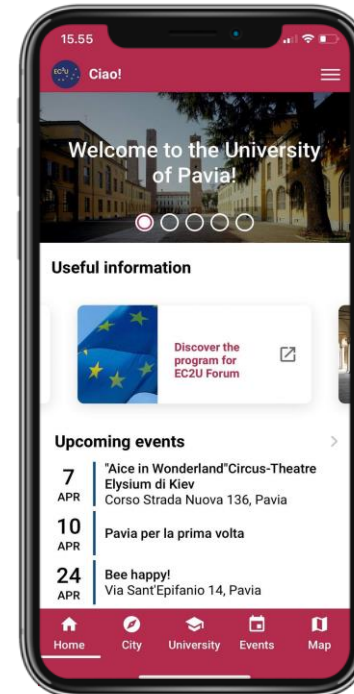 15.55
EC2U
Ciao!
Welcome to the University
of Pavia!
Useful information
Discover the
program for
EC2U Forum
Upcoming events
7
APR
"Aice in Wonderland"Circus-Theatre
Elysium di Kiev
Corso Strada Nuova 136, Pavia
10
APR
Pavia per la prima volta
24
APR
Bee happy!
Via Sant'Epifanio 14, Pavia
Home
City
University
Events
Map